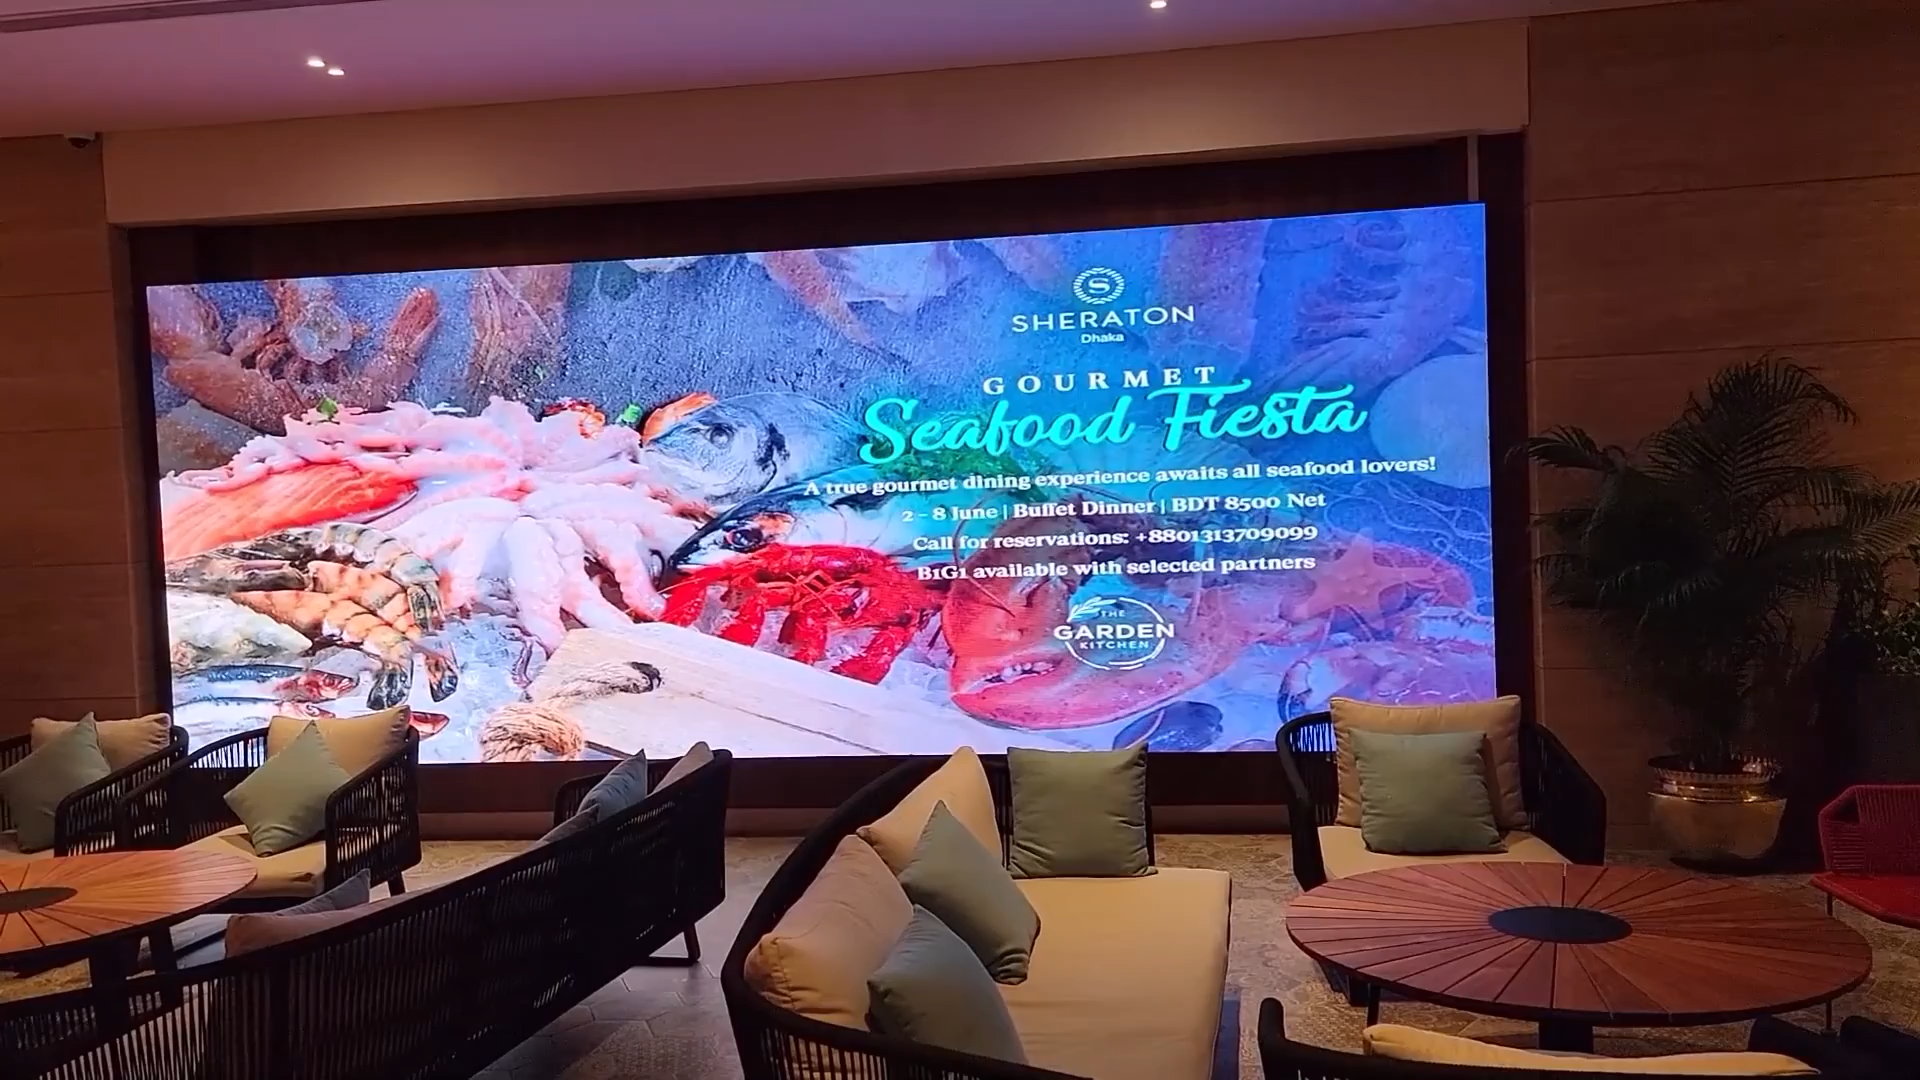 S
SHERATON
Dhaka
GOURMET
Seafood Fiesta
A true gourmet dining experience awaits all seafood lovers!
2 - 8 June | Buffet Dinner | BDT 8500 Net
Call for reservations: +8801313709099
B1G1 available with selected partners
THE
GARDEN
KITCHEN